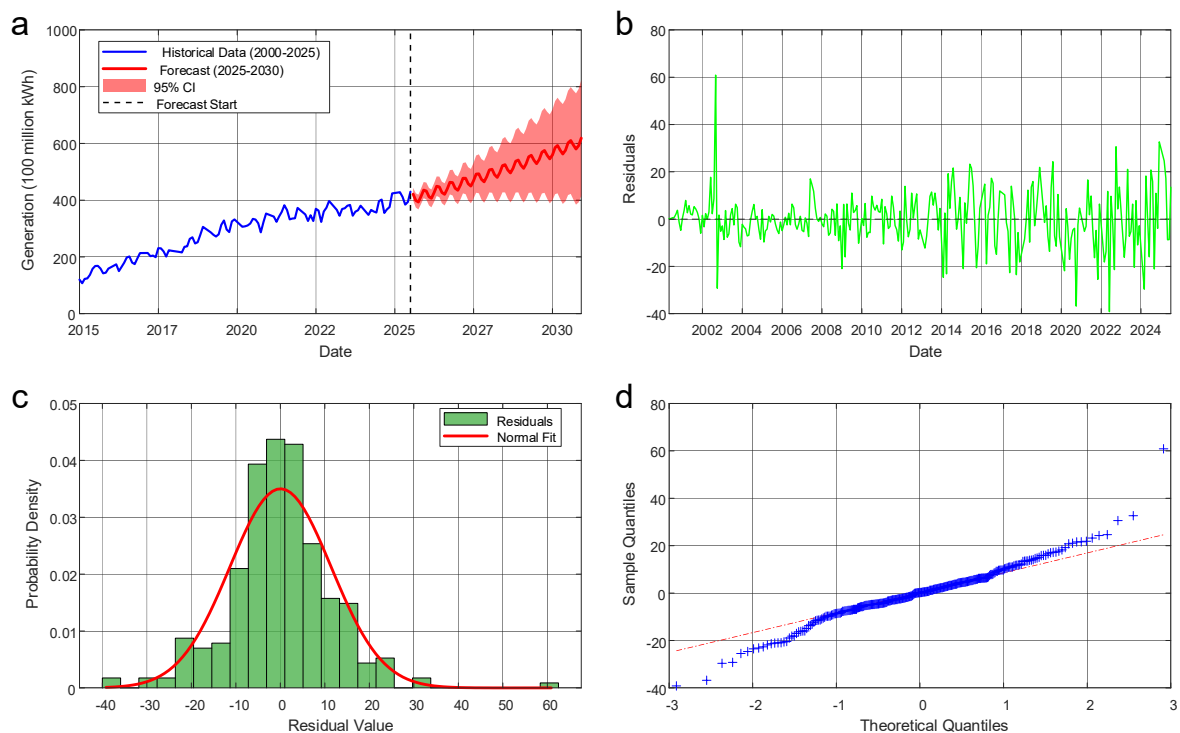 a
1000
800
600
400
200
0
Generation (100 million kWh)
Historical Data (2000-2025)
Forecast (2025-2030)
95% CI
Forecast Start
2015 2017 2020 2022 2025 2027 2030
Date
b
80
60
40
20
0
-20
-40
Residuals
2002 2004 2006 2008 2010 2012 2014 2016 2018 2020 2022 2024
Date
c
0.05
0.04
0.03
0.02
0.01
0
Probability Density
Residuals
Normal Fit
-40 -30 -20 -10 0 10 20 30 40 50 60
Residual Value
d
80
60
40
20
0
-20
-40
Sample Quantiles
-3 -2 -1 0 1 2 3
Theoretical Quantiles